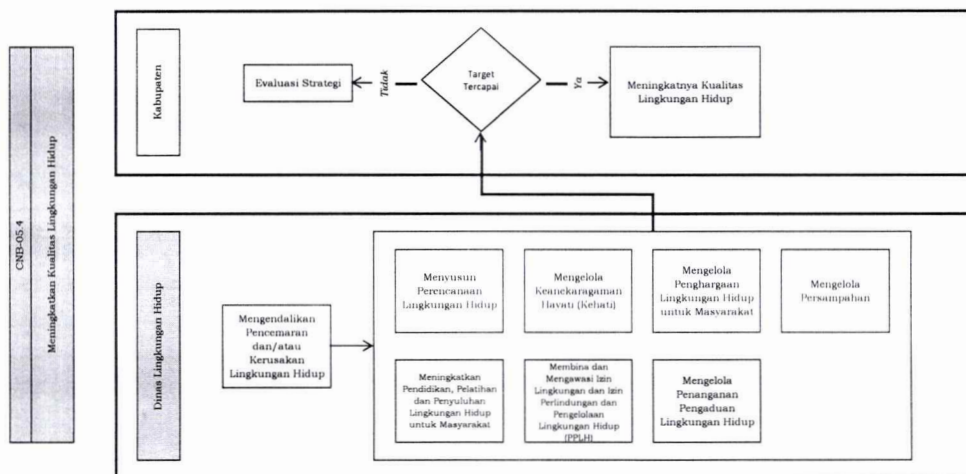 CNB-05.4
Meningkatkan Kualitas Lingkungan Hidup
Kabupaten
Evaluasi Strategi
Tidak
Target
Tercapai
Ya
Meningkatnya Kualitas
Lingkungan Hidup
Dinas Lingkungan Hidup
Mengendalikan
Pencemaran
dan/atau
Kerusakan
Lingkungan Hidup
Menyusun
Perencanaan
Lingkungan Hidup
Mengelola
Keanekaragaman
Hayati (Kehati)
Mengelola
Penghargaan
Lingkungan Hidup
untuk Masyarakat
Mengelola
Persampahan
Meningkatkan
Pendidikan, Pelatihan
dan Penyuluhan
Lingkungan Hidup
untuk Masyarakat
Membina dan
Mengawasi Izin
Lingkungan dan Izin
Perlindungan dan
Pengelolaan
Lingkungan Hidup
(PPLH)
Mengelola
Penanganan
Pengaduan
Lingkungan Hidup